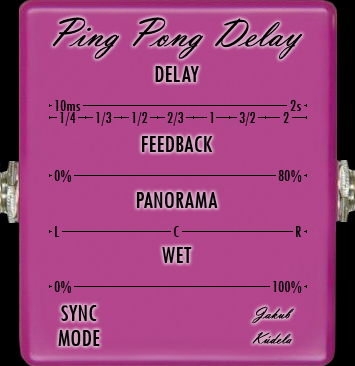 Ping Pong Delay
DELAY
10ms 2s
1/4 1/3 1/2 2/3 1 3/2 2
FEEDBACK
0% 80%
PANORAMA
L C R
WET
0% 100%
SYNC MODE
Jakub Kúdela